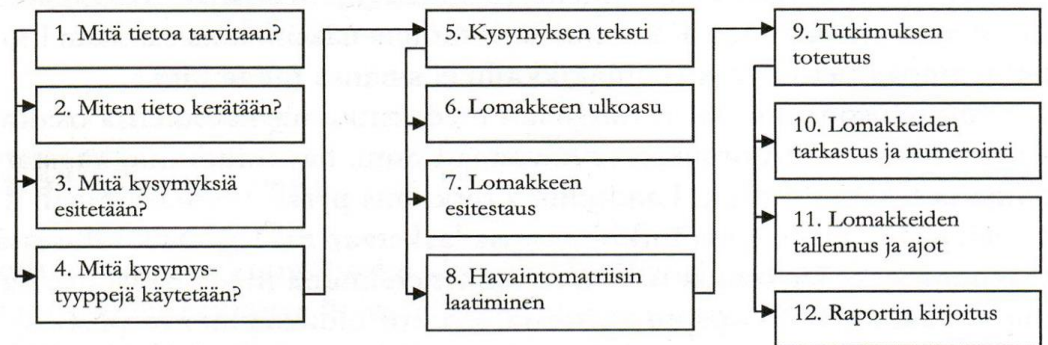 1. Mitä tietoa tarvitaan?
2. Miten tieto kerätään?
3. Mitä kysymyksiä
esitetään?
4. Mitä kysymys-
tyyppejä käytetään?
5. Kysymyksen teksti
6. Lomakkeen ulkoasu
7. Lomakkeen
esitestaus
8. Havaintomatriisin
laatiminen
9. Tutkimuksen
toteutus
10. Lomakkeiden
tarkastus ja numerointi
11. Lomakkeiden
tallennus ja ajot
12. Raportin kirjoitus